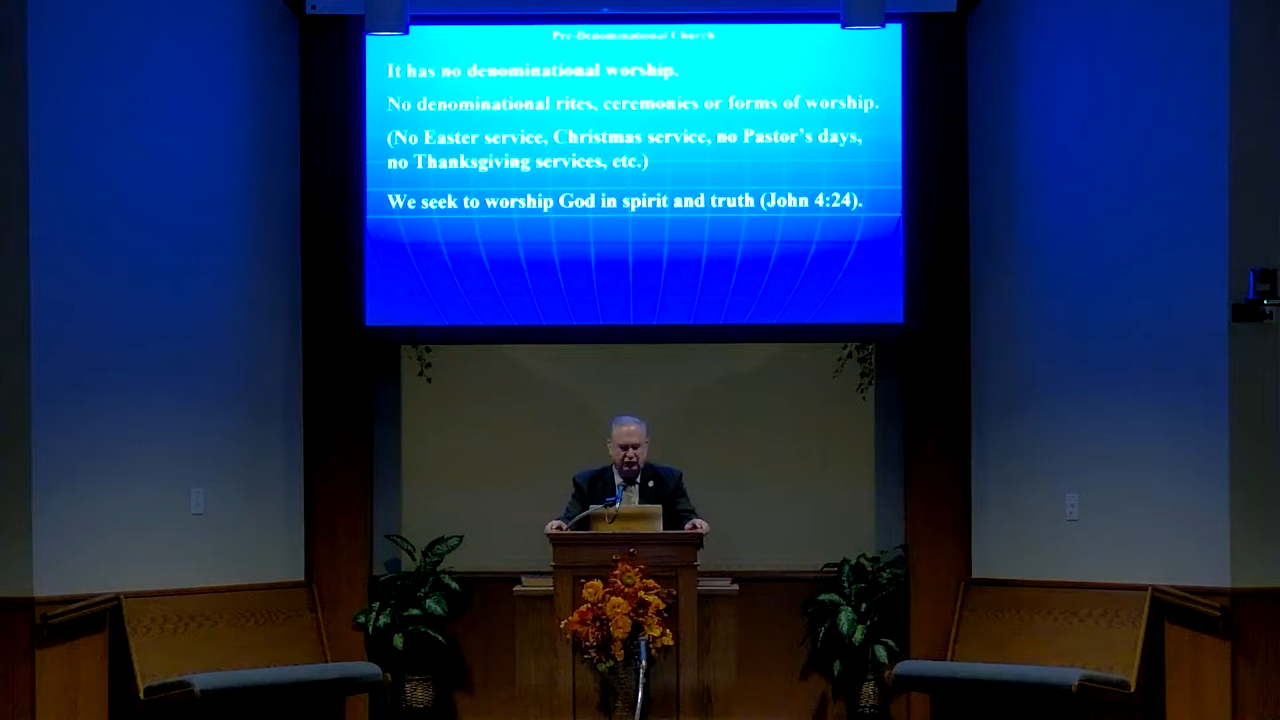 Pre-Denominational Church
It has no denominational worship.
No denominational rites, ceremonies or forms of worship.
(No Easter service, Christmas service, no Pastor's days,
no Thanksgiving services, etc.)
We seek to worship God in spirit and truth (John 4:24).